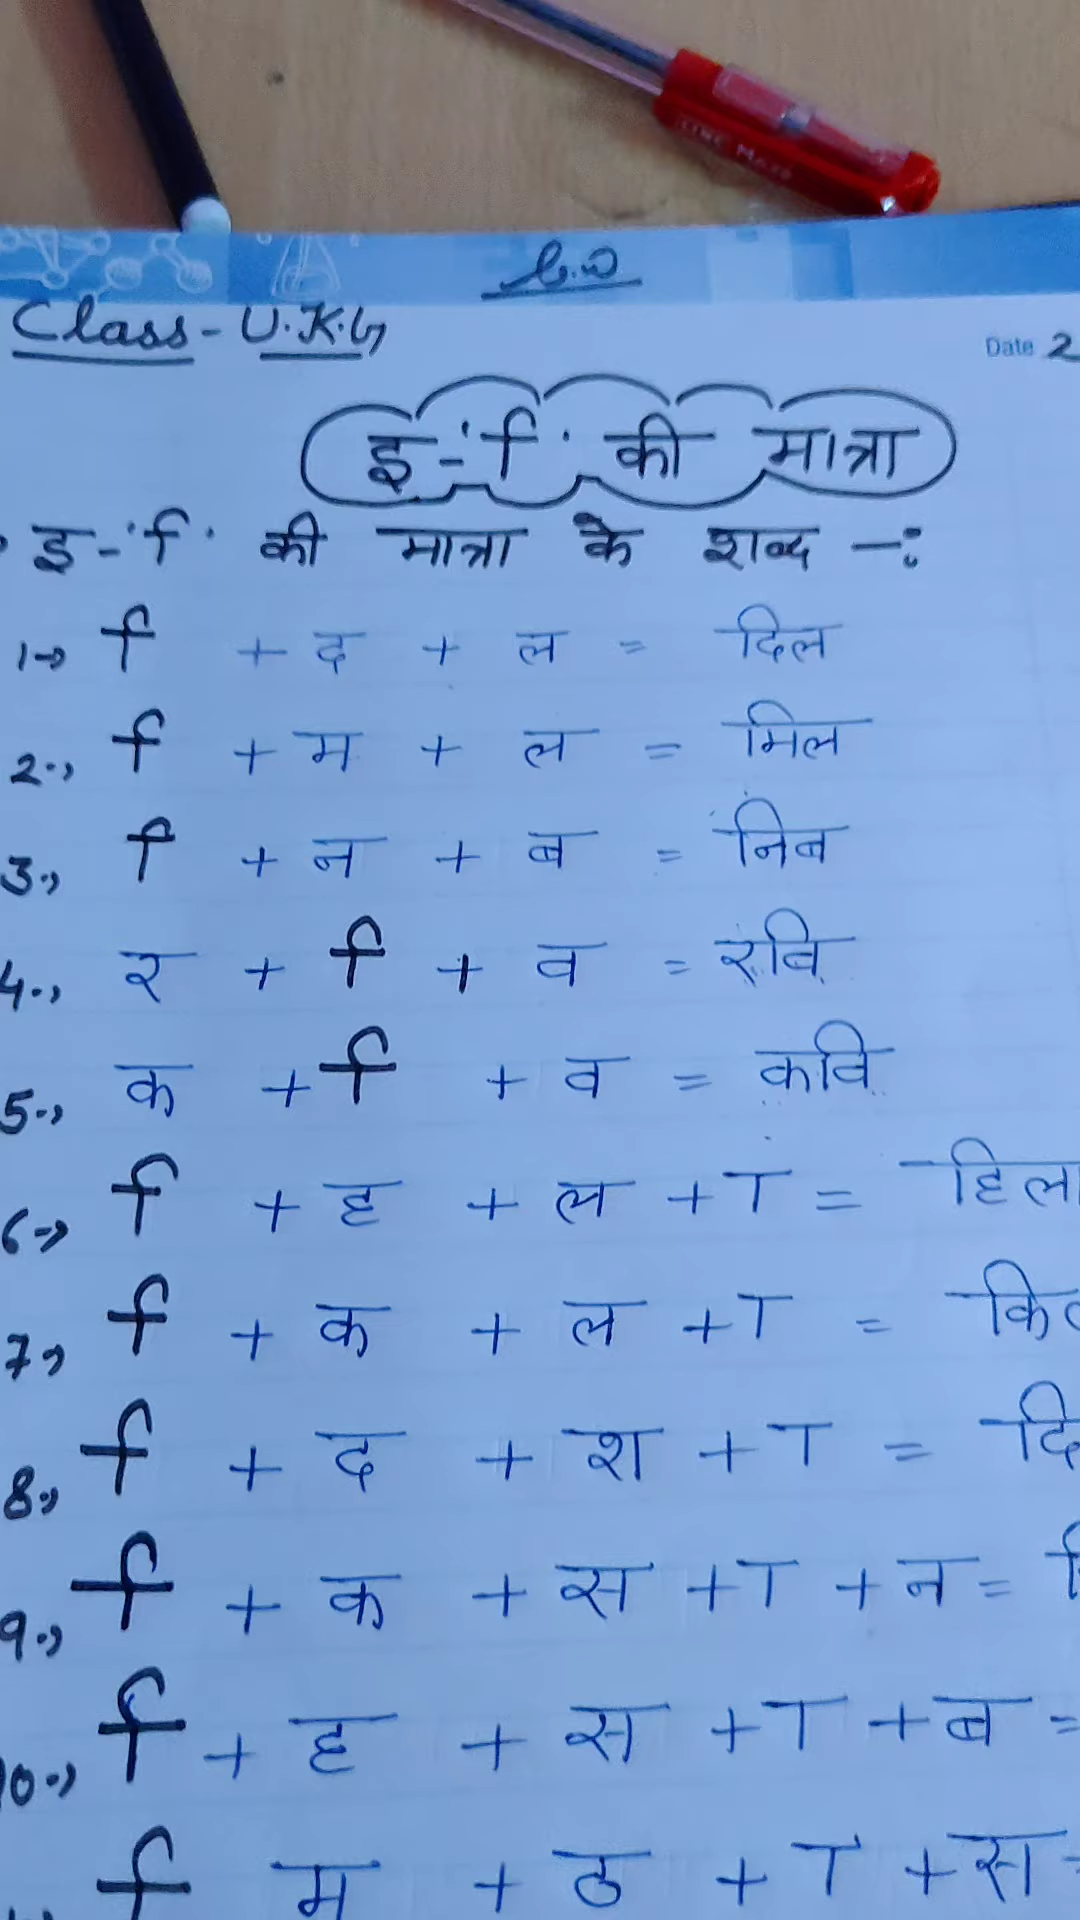 C.W
Class - U.K.G
Date 2
इ-'ि' की मात्रा
इ-'ि' की मात्रा के शब्द -:
1→ ि + द + ल = दिल
2→ ि + म + ल = मिल
3→ ि + न + ब = निब
4→ र + ि + व = रवि
5→ क + ि + व = कवि
6→ ि + ह + ल + ा = हिला
7→ ि + क + ल + ा =
8→ ि + द + श + ा =
9→ ि + क + स + ा + न =
10→ ि + ह + स + ा + ब =
ि म + ठ + ा + स